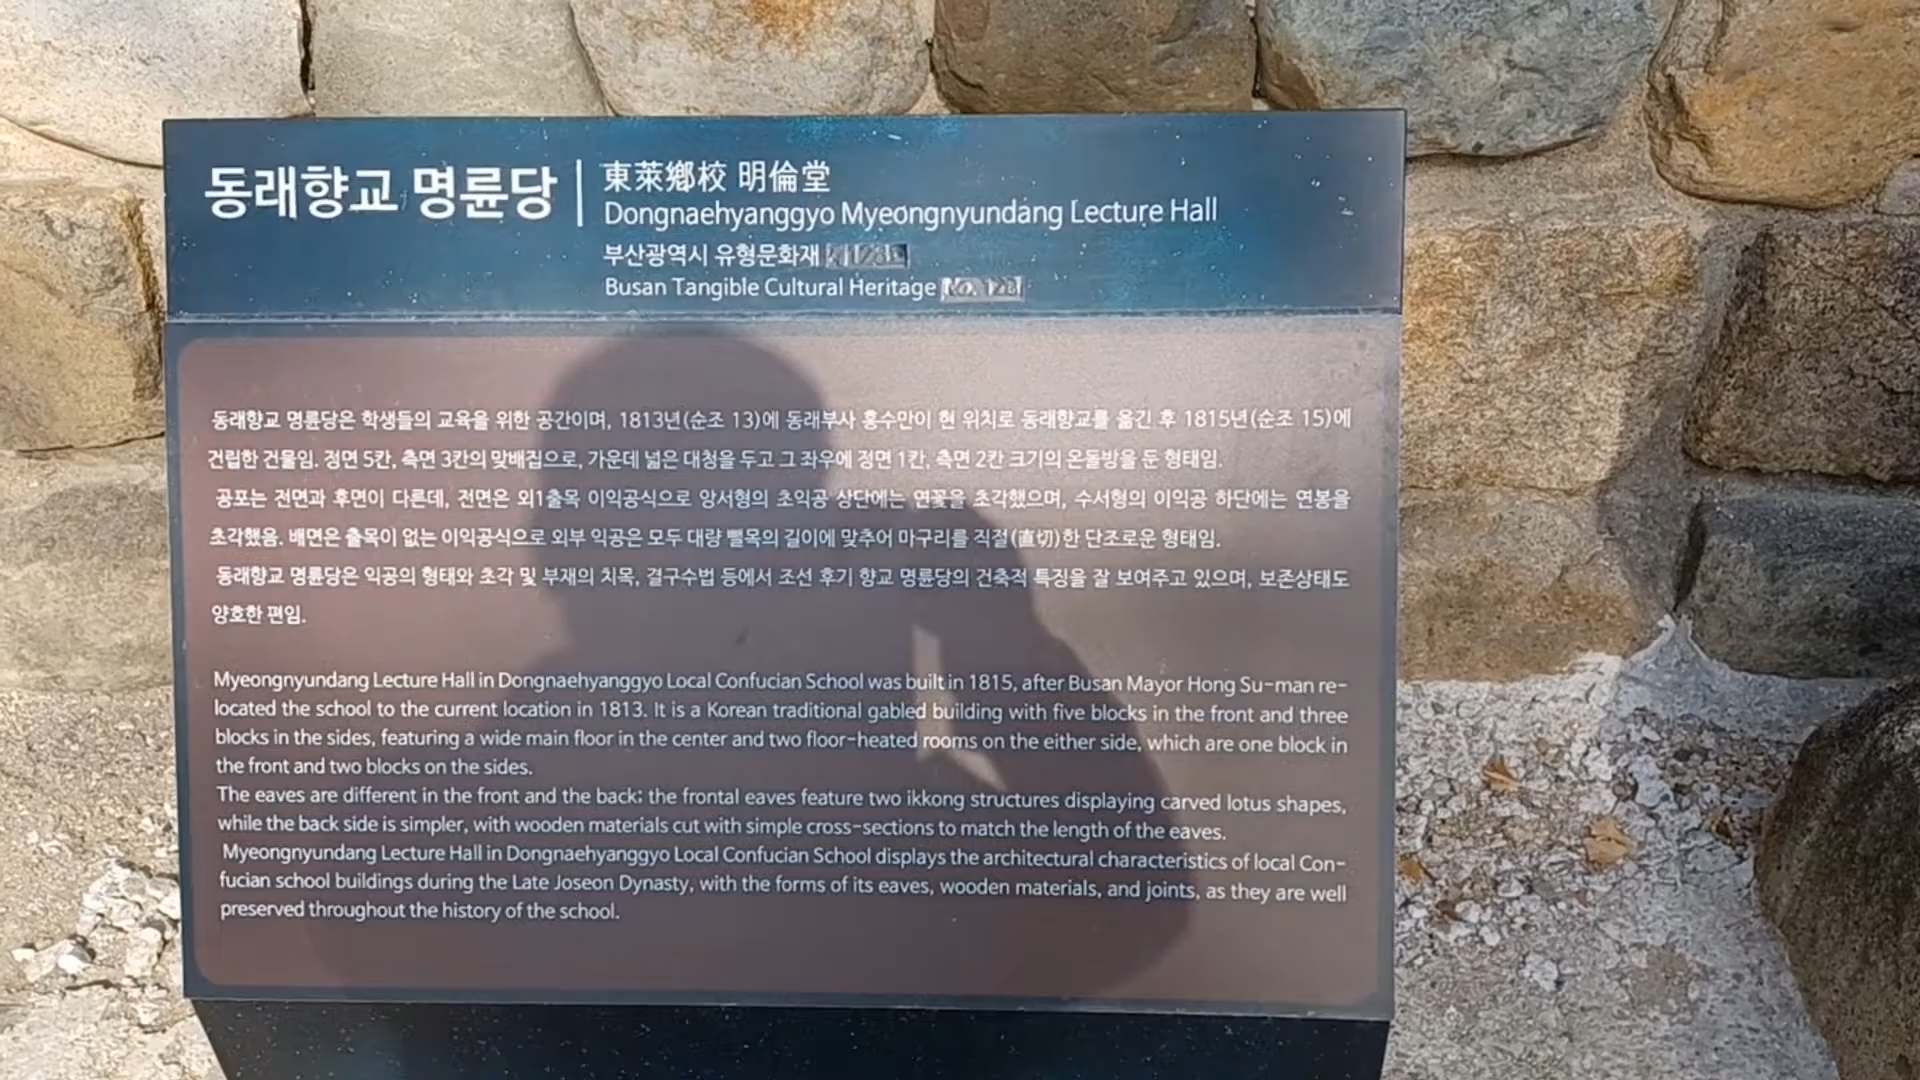 동래향교 명륜당
東萊鄕校 明倫堂
Dongnaehyanggyo Myeongnyundang Lecture Hall
부산광역시 유형문화재
Busan Tangible Cultural Heritage
동래향교 명륜당은 학생들의 교육을 위한 공간이며, 1813년(순조 13)에 동래부사 홍수만이 현 위치로 동래향교를 옮긴 후 1815년(순조 15)에
건립한 건물임. 정면 5칸, 측면 3칸의 맞배집으로, 가운데 넓은 대청을 두고 그 좌우에 정면 1칸, 측면 2칸 크기의 온돌방을 둔 형태임.
공포는 전면과 후면이 다른데, 전면은 외1출목 이익공식으로 앙서형의 초익공 상단에는 연꽃을 초각했으며, 수서형의 이익공 하단에는 연봉을
초각했음. 배면은 출목이 없는 이익공식으로 외부 익공은 모두 대량 뺄목의 길이에 맞추어 마구리를 직절(直切)한 단조로운 형태임.
동래향교 명륜당은 익공의 형태와 초각 및 부재의 치목, 결구수법 등에서 조선 후기 향교 명륜당의 건축적 특징을 잘 보여주고 있으며, 보존상태도
양호한 편임.
Myeongnyundang Lecture Hall in Dongnaehyanggyo Local Confucian School was built in 1815, after Busan Mayor Hong Su-man re-
located the school to the current location in 1813. It is a Korean traditional gabled building with five blocks in the front and three
blocks in the sides, featuring a wide main floor in the center and two floor-heated rooms on the either side, which are one block in
the front and two blocks on the sides.
The eaves are different in the front and the back; the frontal eaves feature two ikkong structures displaying carved lotus shapes,
while the back side is simpler, with wooden materials cut with simple cross-sections to match the length of the eaves.
Myeongnyundang Lecture Hall in Dongnaehyanggyo Local Confucian School displays the architectural characteristics of local Con-
fucian school buildings during the Late Joseon Dynasty, with the forms of its eaves, wooden materials, and joints, as they are well
preserved throughout the history of the school.